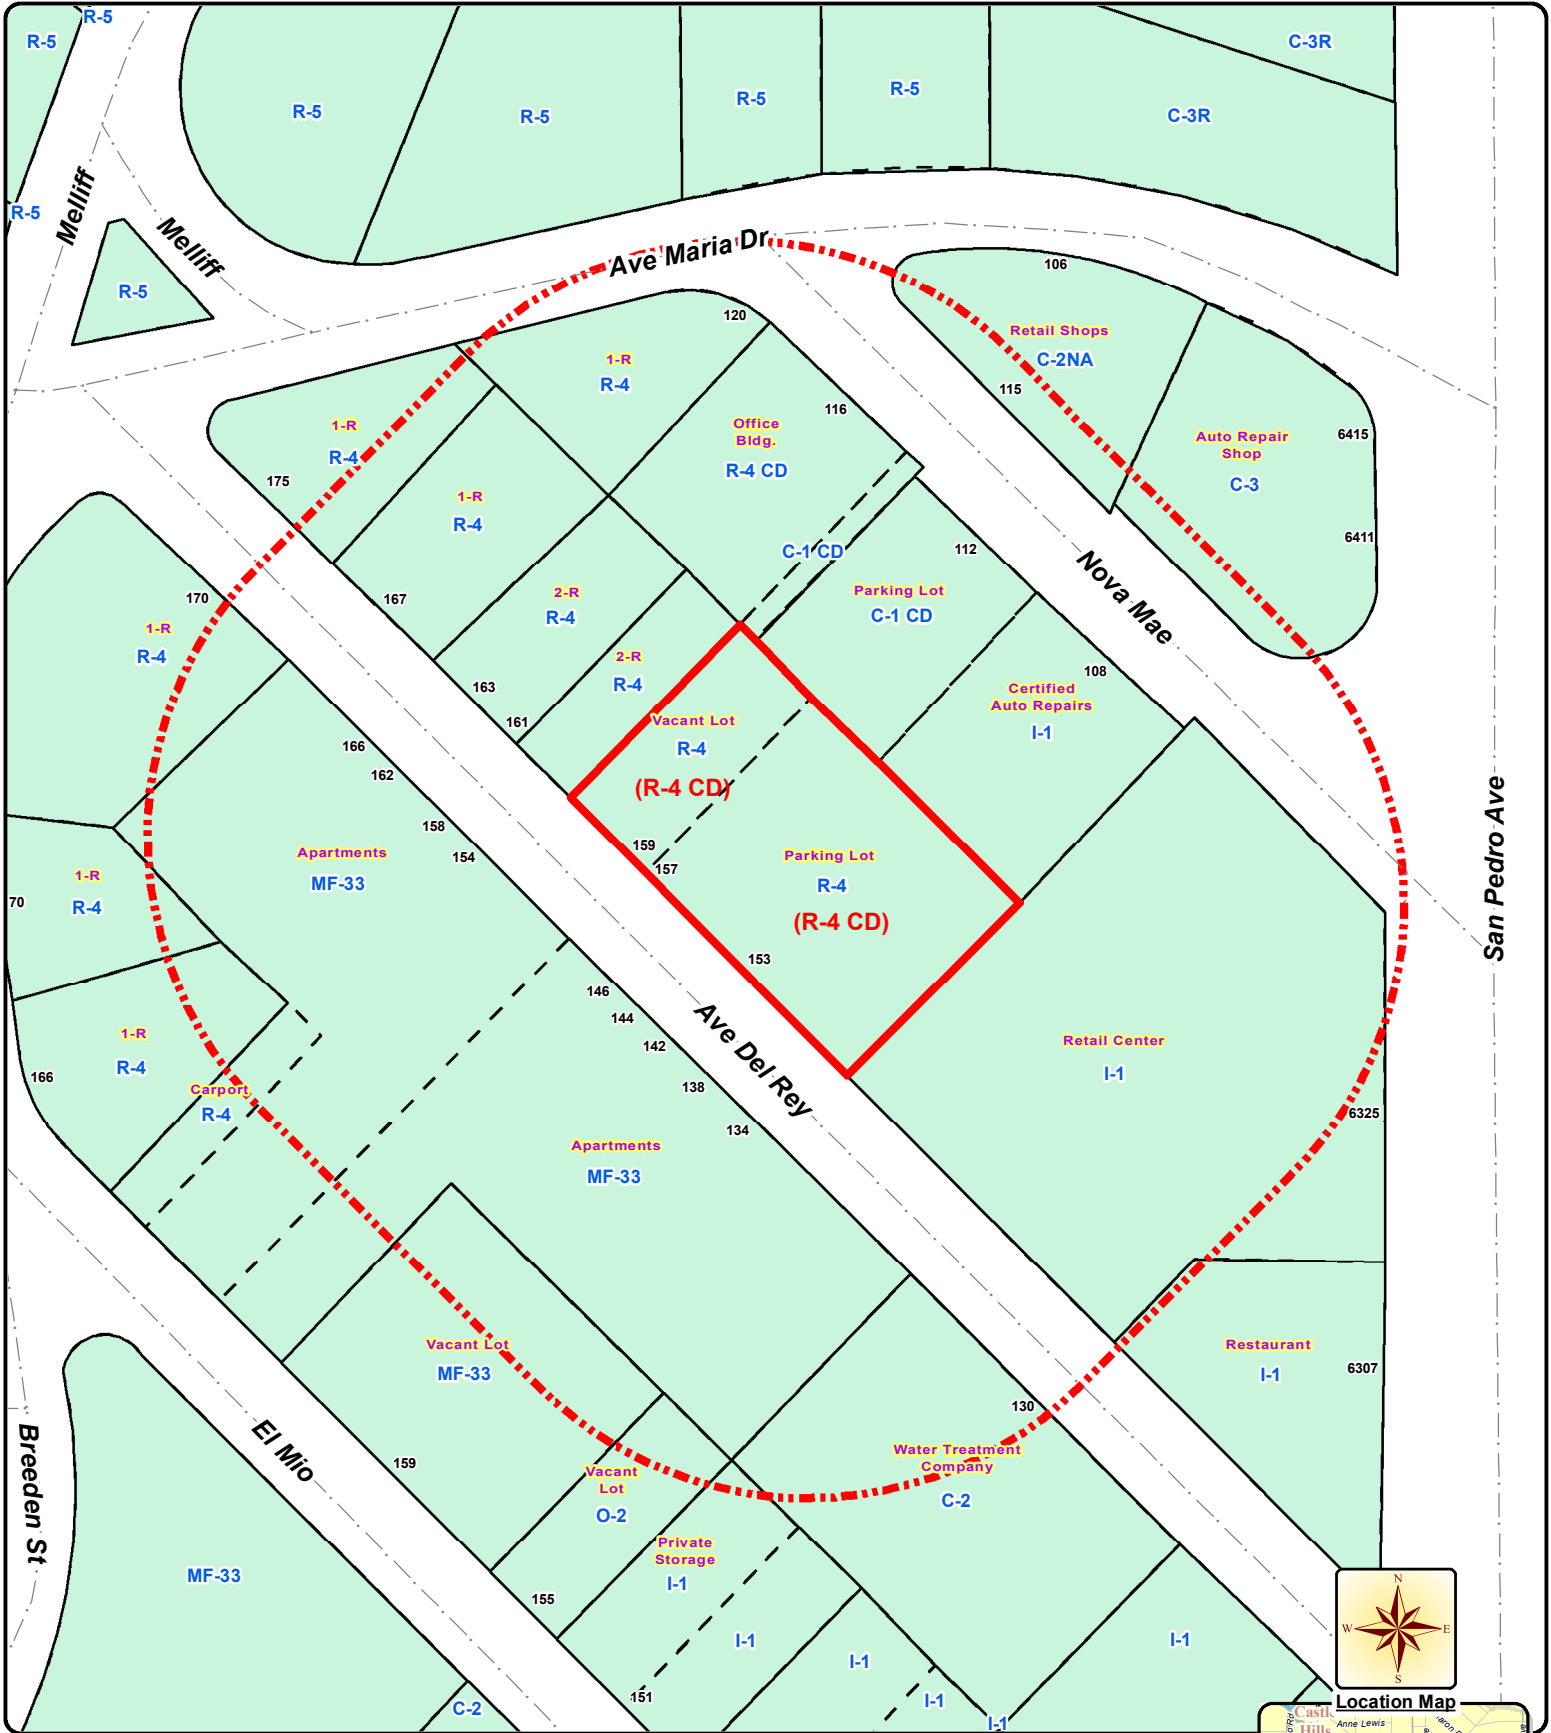 R-5
R-5
C-3R
R-5
R-5
R-5
R-5
C-3R
Melliff
R-5
Melliff
Ave Maria Dr
106
R-5
120
Retail Shops
C-2NA
1-R
R-4
115
116
1-R
R-4
Office
Bldg.
R-4 CD
Auto Repair
Shop
C-3
6415
175
1-R
R-4
6411
C-1 CD
112
Nova Mae
170
167
2-R
R-4
Parking Lot
C-1 CD
1-R
R-4
2-R
R-4
108
163
Certified
Auto Repairs
I-1
161
Vacant Lot
R-4
(R-4 CD)
166
162
San Pedro Ave
158
159
154
157
Apartments
MF-33
Parking Lot
R-4
(R-4 CD)
1-R
R-4
70
153
146
144
142
Ave Del Rey
1-R
R-4
Retail Center
I-1
166
Carport
R-4
138
134
6325
Apartments
MF-33
Vacant Lot
MF-33
Restaurant
I-1
6307
130
El Mio
159
Breeden St
Water Treatment
Company
C-2
Vacant
Lot
O-2
Private
Storage
I-1
MF-33
155
N
W
E
S
I-1
I-1
I-1
151
I-1
C-2
I-1
Location Map
Castle
Hills
Anne Lewis